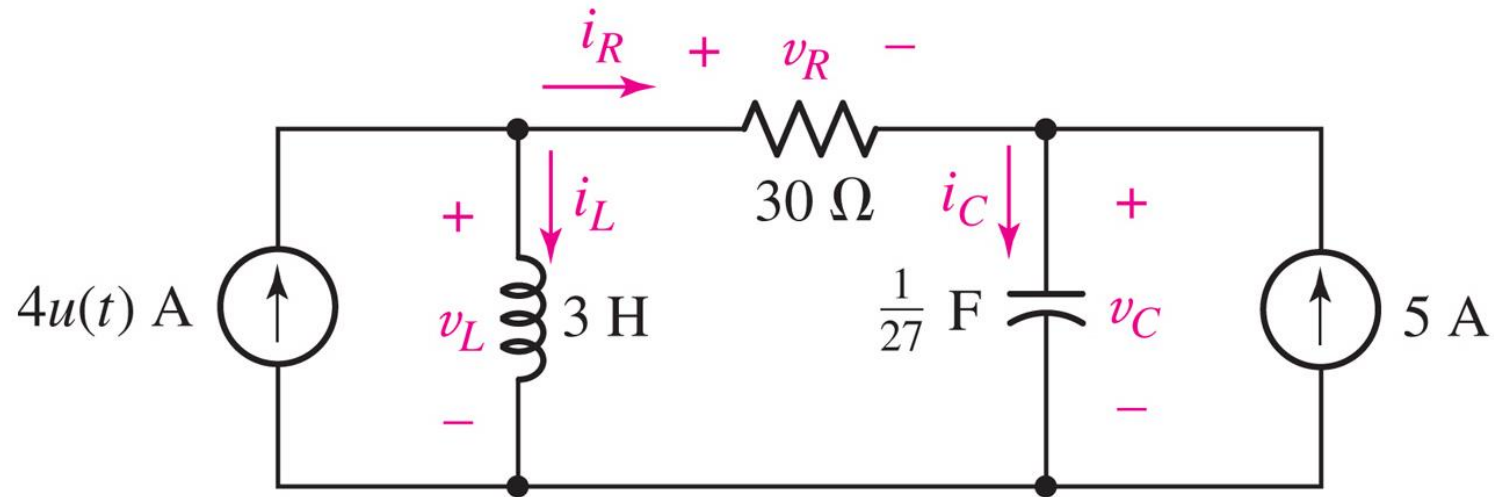 i_R + v_R −
30 Ω
+ i_L i_C +
4u(t) A v_L 3 H 1/27 F v_C 5 A
− −